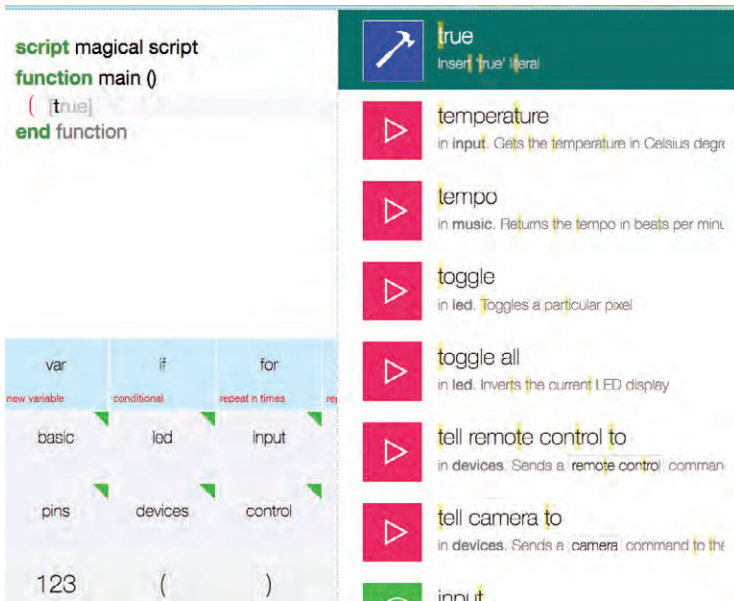 script magical script
function main ()
( [true]
end function
var
if
for
new variable
conditional
repeat n times
basic
led
input
pins
devices
control
123
(
)
true
Insert 'true' literal
temperature
in input. Gets the temperature in Celsius degre
tempo
in music. Returns the tempo in beats per minu
toggle
in led. Toggles a particular pixel
toggle all
in led. Inverts the current LED display
tell remote control to
in devices. Sends a remote control comman
tell camera to
in devices. Sends a camera command to the
input